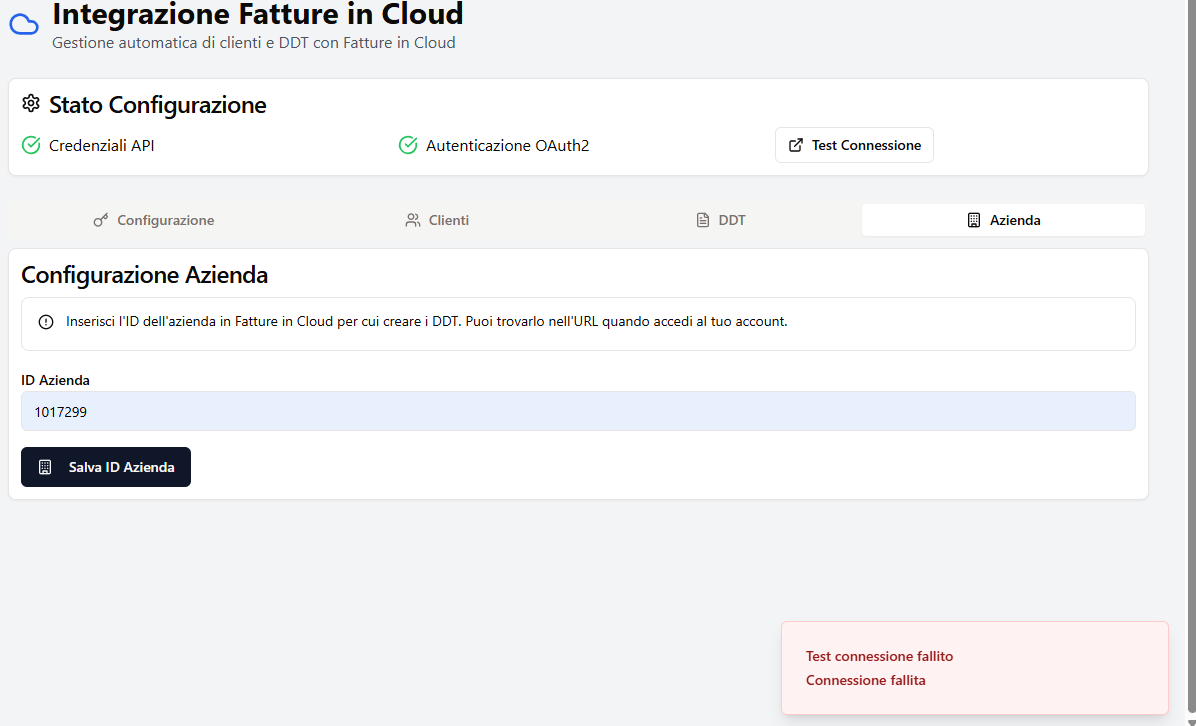 Integrazione Fatture in Cloud
Gestione automatica di clienti e DDT con Fatture in Cloud
Stato Configurazione
Credenziali API
Autenticazione OAuth2
Test Connessione
Configurazione
Clienti
DDT
Azienda
Configurazione Azienda
Inserisci l'ID dell'azienda in Fatture in Cloud per cui creare i DDT. Puoi trovarlo nell'URL quando accedi al tuo account.
ID Azienda
1017299
Salva ID Azienda
Test connessione fallito
Connessione fallita